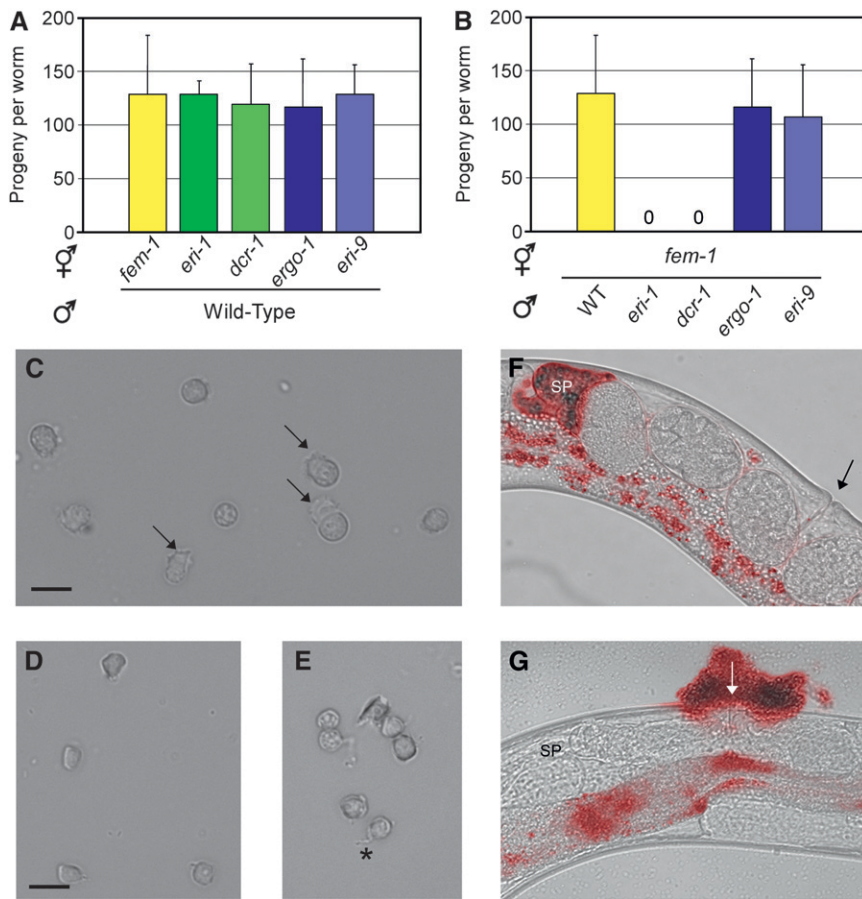 A
B
Progeny per worm
200
150
100
50
0
fem-1
eri-1
dcr-1
ergo-1
eri-9
⚥
♂
Wild-Type
Progeny per worm
200
150
100
50
0
0
0
⚥
fem-1
♂
WT
eri-1
dcr-1
ergo-1
eri-9
C
F
SP
D
E
*
G
SP